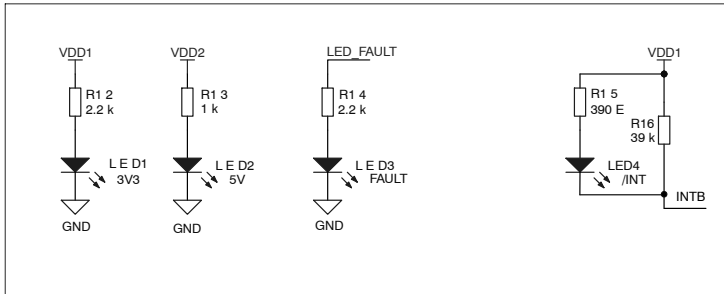 VDD1
R1 2
2.2 k
L E D1
3V3
GND
VDD2
R1 3
1 k
L E D2
5V
GND
LED_FAULT
R1 4
2.2 k
L E D3
FAULT
GND
VDD1
R1 5
390 E
R16
39 k
LED4
/INT
INTB